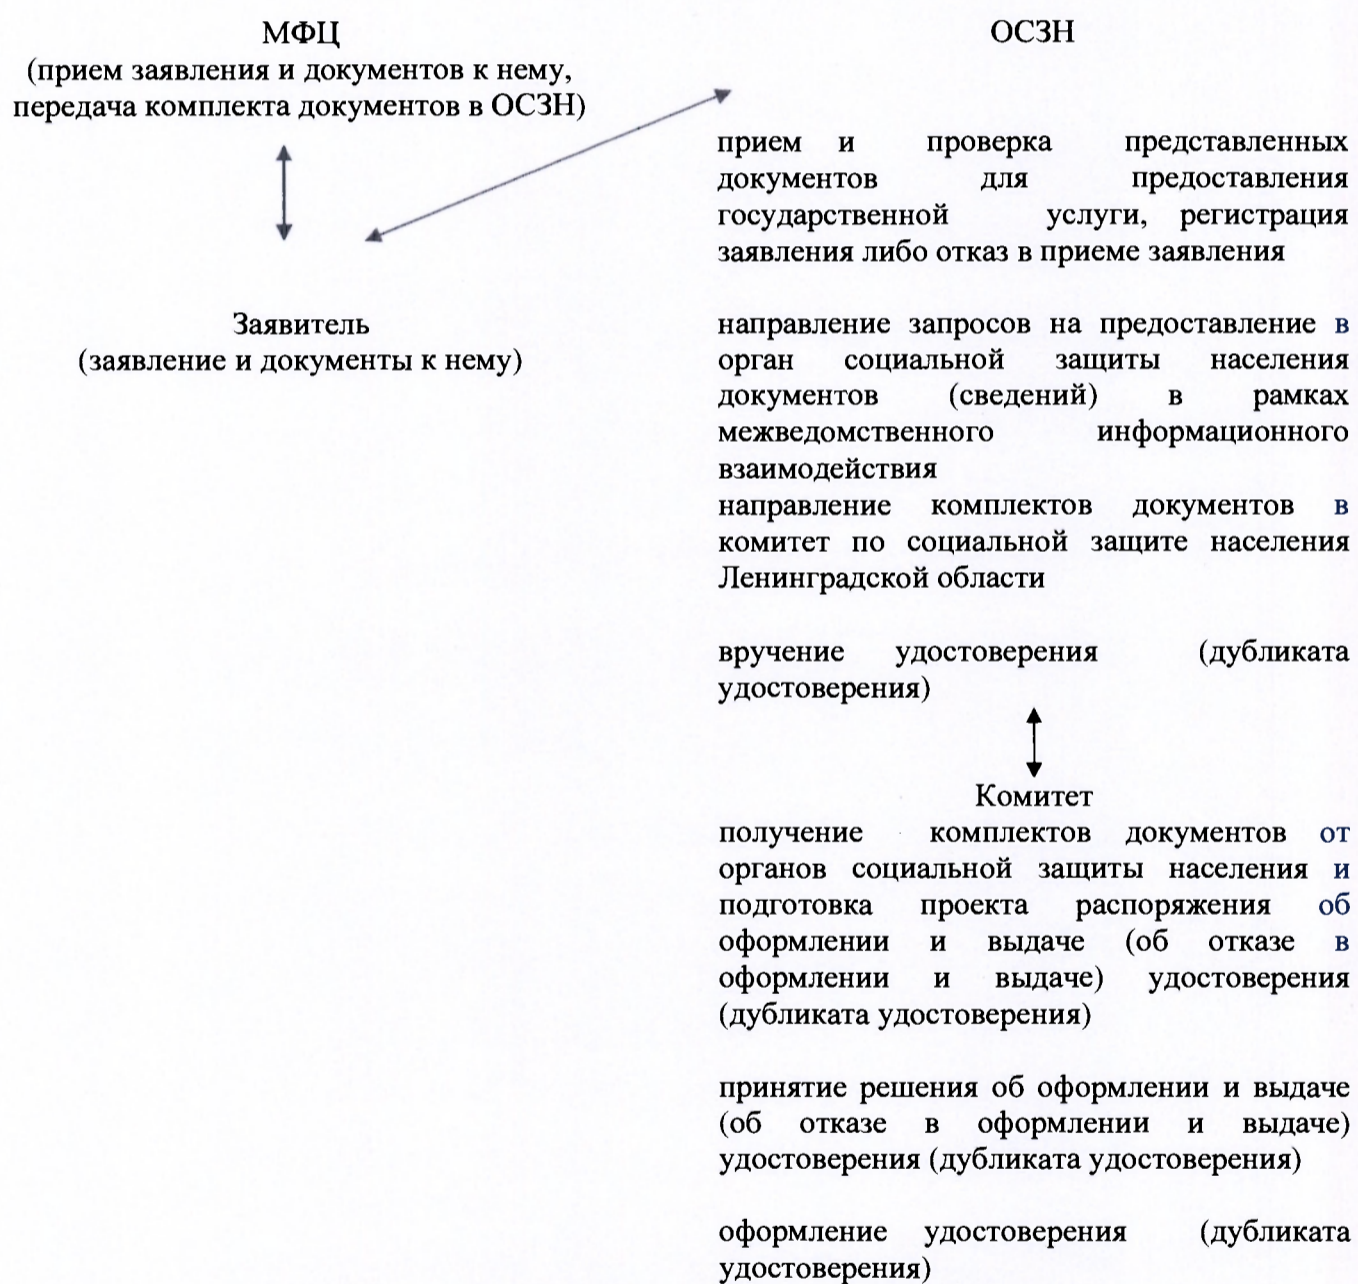 МФЦ
(прием заявления и документов к нему,
передача комплекта документов в ОСЗН)
Заявитель
(заявление и документы к нему)
ОСЗН
прием и проверка представленных
документов для предоставления
государственной услуги, регистрация
заявления либо отказ в приеме заявления
направление запросов на предоставление в
орган социальной защиты населения
документов (сведений) в рамках
межведомственного информационного
взаимодействия
направление комплектов документов в
комитет по социальной защите населения
Ленинградской области
вручение удостоверения (дубликата
удостоверения)
Комитет
получение комплектов документов от
органов социальной защиты населения и
подготовка проекта распоряжения об
оформлении и выдаче (об отказе в
оформлении и выдаче) удостоверения
(дубликата удостоверения)
принятие решения об оформлении и выдаче
(об отказе в оформлении и выдаче)
удостоверения (дубликата удостоверения)
оформление удостоверения (дубликата
удостоверения)